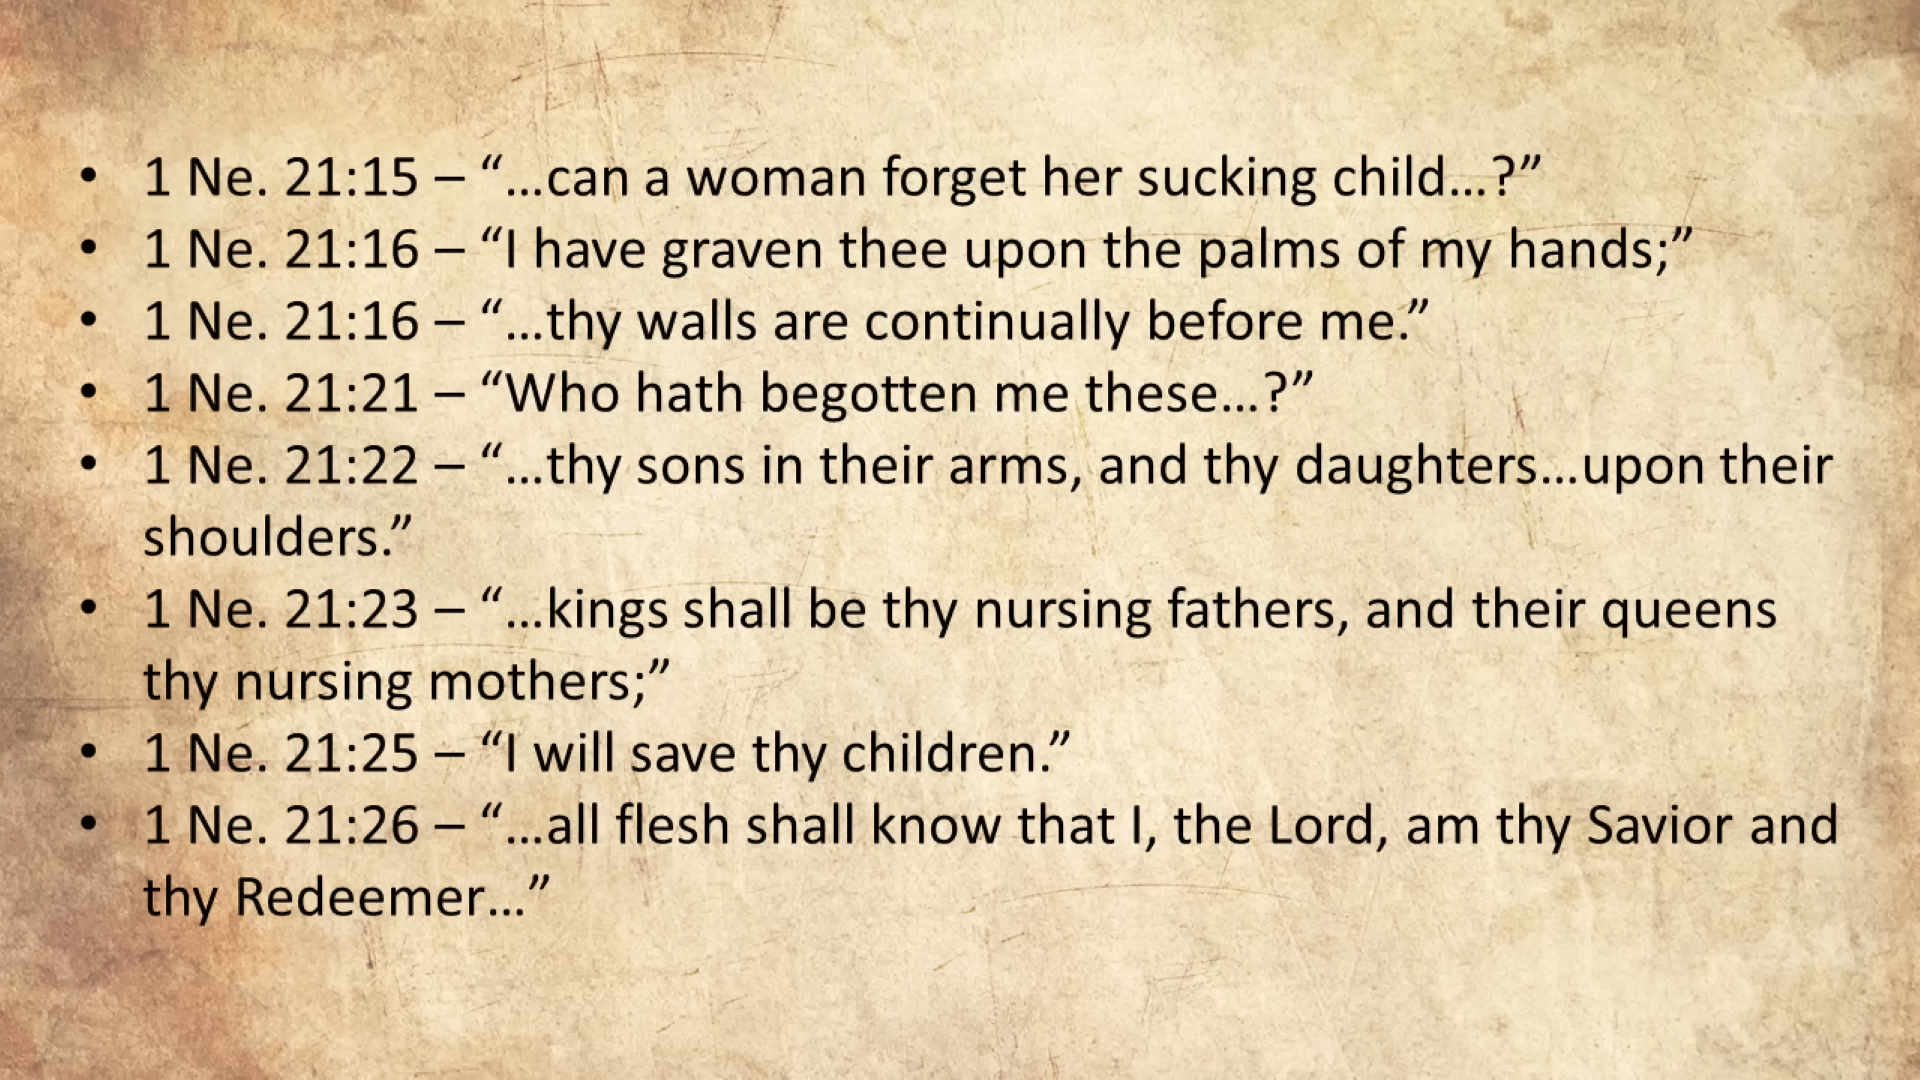 • 1 Ne. 21:15 – “…can a woman forget her sucking child…?”
• 1 Ne. 21:16 – “I have graven thee upon the palms of my hands;”
• 1 Ne. 21:16 – “…thy walls are continually before me.”
• 1 Ne. 21:21 – “Who hath begotten me these…?”
• 1 Ne. 21:22 – “…thy sons in their arms, and thy daughters…upon their
shoulders.”
• 1 Ne. 21:23 – “…kings shall be thy nursing fathers, and their queens
thy nursing mothers;”
• 1 Ne. 21:25 – “I will save thy children.”
• 1 Ne. 21:26 – “…all flesh shall know that I, the Lord, am thy Savior and
thy Redeemer…”